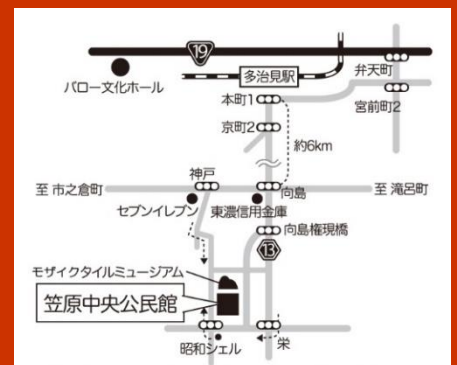 19
多治見駅
弁天町
バロー文化ホール
本町1
宮前町2
京町2
約6km
神戸
至 市之倉町
向島
至 滝呂町
セブンイレブン
東濃信用金庫
向島権現橋
13
モザイクタイルミュージアム
笠原中央公民館
昭和シェル
栄